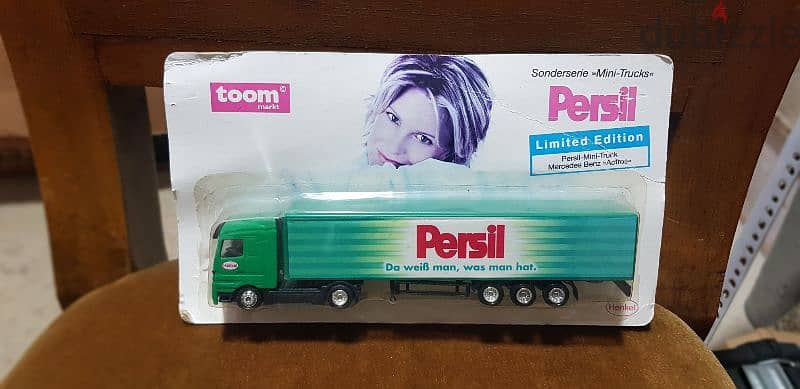 dubizzle
Sonderserie »Mini-Trucks«
toom©
markt
Persil
Limited Edition
Persil-Mini-Truck
Mercedes Benz »Actros«
Persil
Da weiß man, was man hat.
Henkel